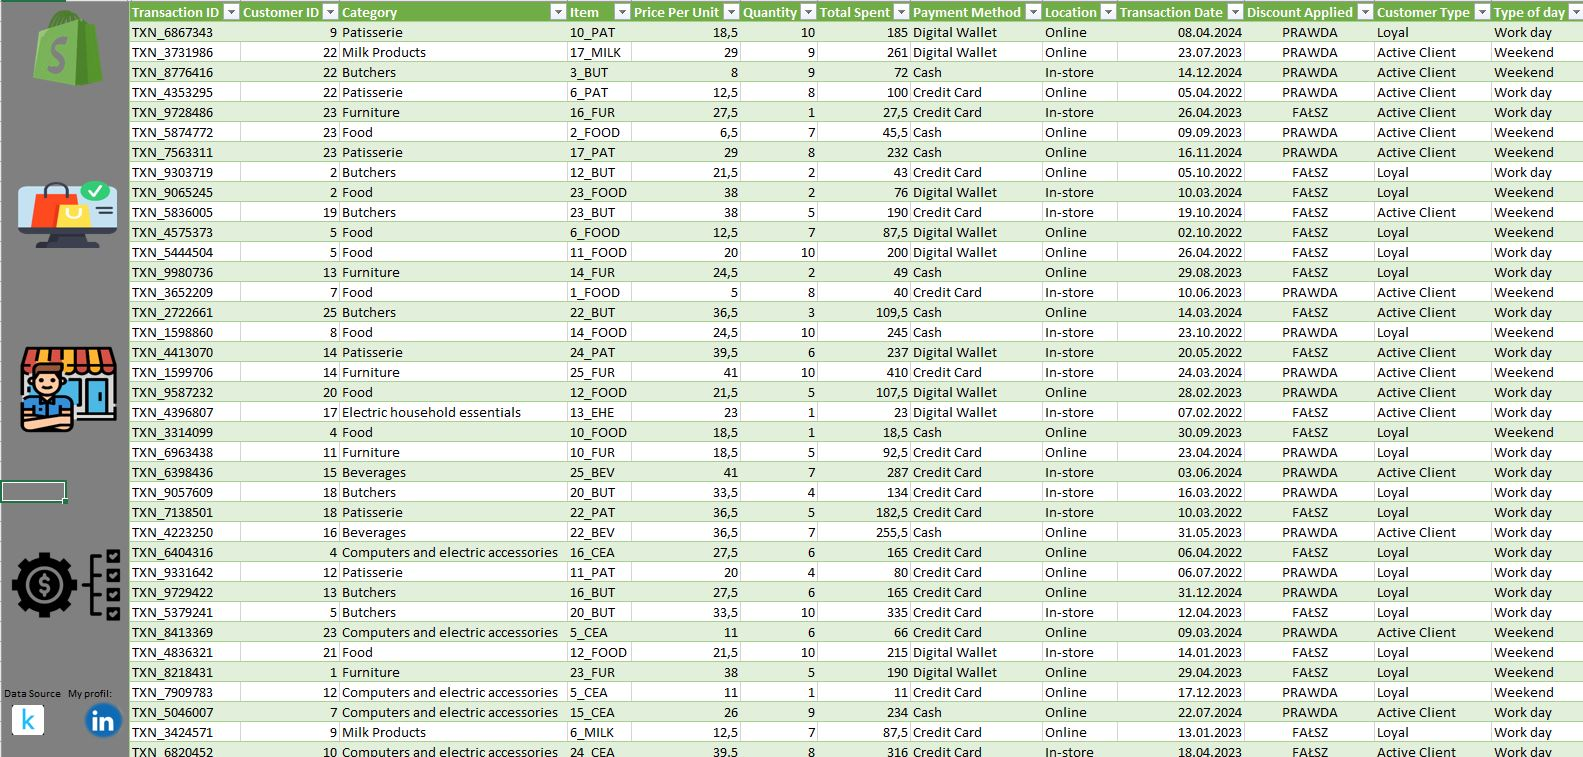 Transaction ID Customer ID Category Item Price Per Unit Quantity Total Spent Payment Method Location Transaction Date Discount Applied Customer Type Type of day
TXN_6867343 9 Patisserie 10_PAT 18,5 10 185 Digital Wallet Online 08.04.2024 PRAWDA Loyal Work day
TXN_3731986 22 Milk Products 17_MILK 29 9 261 Digital Wallet Online 23.07.2023 PRAWDA Active Client Weekend
TXN_8776416 22 Butchers 3_BUT 8 9 72 Cash In-store 14.12.2024 PRAWDA Active Client Weekend
TXN_4353295 22 Patisserie 6_PAT 12,5 8 100 Credit Card Online 05.04.2022 PRAWDA Active Client Work day
TXN_9728486 23 Furniture 16_FUR 27,5 1 27,5 Credit Card In-store 26.04.2023 FAŁSZ Active Client Work day
TXN_5874772 23 Food 2_FOOD 6,5 7 45,5 Cash Online 09.09.2023 PRAWDA Active Client Weekend
TXN_7563311 23 Patisserie 17_PAT 29 8 232 Cash Online 16.11.2024 PRAWDA Active Client Weekend
TXN_9303719 2 Butchers 12_BUT 21,5 2 43 Credit Card Online 05.10.2022 FAŁSZ Loyal Work day
TXN_9065245 2 Food 23_FOOD 38 2 76 Digital Wallet In-store 10.03.2024 FAŁSZ Loyal Weekend
TXN_5836005 19 Butchers 23_BUT 38 5 190 Credit Card In-store 19.10.2024 FAŁSZ Active Client Weekend
TXN_4575373 5 Food 6_FOOD 12,5 7 87,5 Digital Wallet Online 02.10.2022 FAŁSZ Loyal Weekend
TXN_5444504 5 Food 11_FOOD 20 10 200 Digital Wallet Online 26.04.2022 FAŁSZ Loyal Work day
TXN_9980736 13 Furniture 14_FUR 24,5 2 49 Cash Online 29.08.2023 FAŁSZ Loyal Work day
TXN_3652209 7 Food 1_FOOD 5 8 40 Credit Card In-store 10.06.2023 PRAWDA Active Client Weekend
TXN_2722661 25 Butchers 22_BUT 36,5 3 109,5 Cash Online 14.03.2024 FAŁSZ Active Client Work day
TXN_1598860 8 Food 14_FOOD 24,5 10 245 Cash In-store 23.10.2022 PRAWDA Loyal Weekend
TXN_4413070 14 Patisserie 24_PAT 39,5 6 237 Digital Wallet In-store 20.05.2022 FAŁSZ Active Client Work day
TXN_1599706 14 Furniture 25_FUR 41 10 410 Credit Card In-store 24.03.2024 PRAWDA Active Client Weekend
TXN_9587232 20 Food 12_FOOD 21,5 5 107,5 Digital Wallet Online 28.02.2023 FAŁSZ Active Client Work day
TXN_4396807 17 Electric household essentials 13_EHE 23 1 23 Digital Wallet In-store 07.02.2022 FAŁSZ Active Client Work day
TXN_3314099 4 Food 10_FOOD 18,5 1 18,5 Cash Online 30.09.2023 FAŁSZ Loyal Weekend
TXN_6963438 11 Furniture 10_FUR 18,5 5 92,5 Credit Card Online 23.04.2024 PRAWDA Loyal Work day
TXN_6398436 15 Beverages 25_BEV 41 7 287 Credit Card In-store 03.06.2024 PRAWDA Active Client Work day
TXN_9057609 18 Butchers 20_BUT 33,5 4 134 Credit Card In-store 16.03.2022 PRAWDA Loyal Work day
TXN_7138501 18 Patisserie 22_PAT 36,5 5 182,5 Credit Card In-store 10.03.2022 FAŁSZ Loyal Work day
TXN_4223250 16 Beverages 22_BEV 36,5 7 255,5 Cash Online 31.05.2023 PRAWDA Active Client Work day
TXN_6404316 4 Computers and electric accessories 16_CEA 27,5 6 165 Credit Card Online 06.04.2022 FAŁSZ Loyal Work day
TXN_9331642 12 Patisserie 11_PAT 20 4 80 Credit Card Online 06.07.2022 PRAWDA Loyal Work day
TXN_9729422 13 Butchers 16_BUT 27,5 6 165 Credit Card Online 31.12.2024 PRAWDA Loyal Work day
TXN_5379241 5 Butchers 20_BUT 33,5 10 335 Credit Card In-store 12.04.2023 FAŁSZ Loyal Work day
TXN_8413369 23 Computers and electric accessories 5_CEA 11 6 66 Credit Card Online 09.03.2024 PRAWDA Active Client Weekend
TXN_4836321 21 Food 12_FOOD 21,5 10 215 Digital Wallet In-store 14.01.2023 PRAWDA Loyal Weekend
TXN_8218431 1 Furniture 23_FUR 38 5 190 Digital Wallet Online 29.04.2023 FAŁSZ Loyal Weekend
TXN_7909783 12 Computers and electric accessories 5_CEA 11 1 11 Credit Card Online 17.12.2023 PRAWDA Loyal Weekend
TXN_5046007 7 Computers and electric accessories 15_CEA 26 9 234 Cash Online 22.07.2024 PRAWDA Active Client Work day
TXN_3424571 9 Milk Products 6_MILK 12,5 7 87,5 Credit Card Online 13.01.2023 FAŁSZ Loyal Work day
TXN_6820452 10 Computers and electric accessories 24_CEA 39,5 8 316 Credit Card In-store 18.04.2023 FAŁSZ Active Client Work day
S
Data Source My profil:
k in